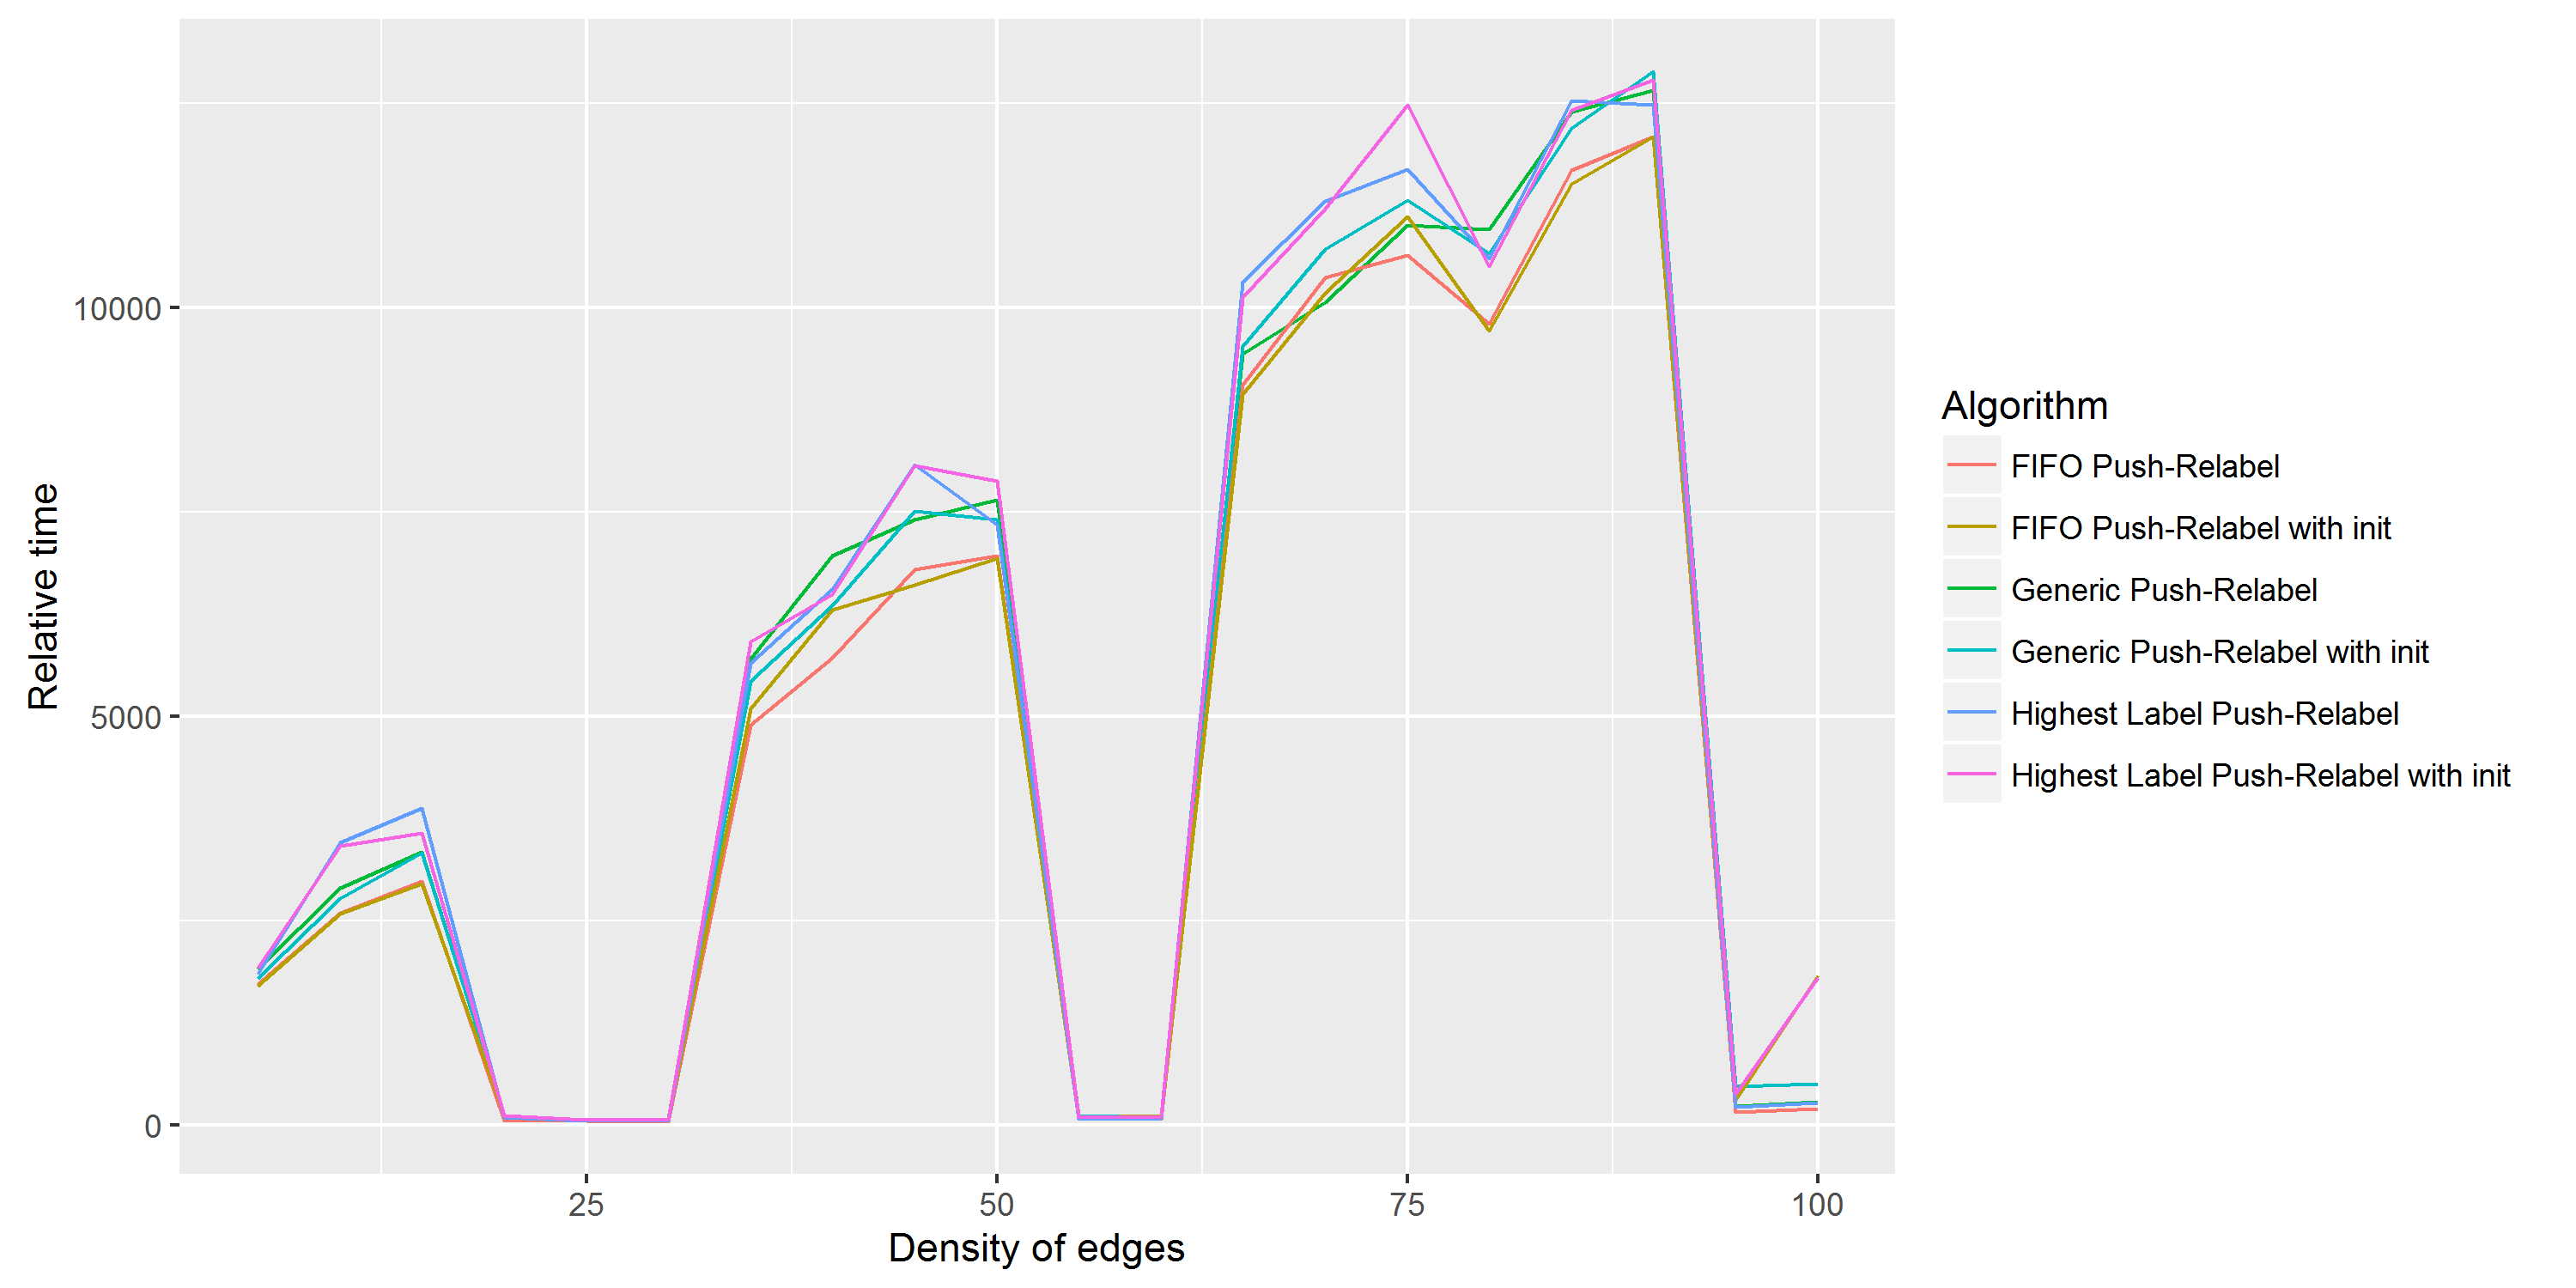 Relative time
10000
5000
0
25
50
75
100
Density of edges
Algorithm
FIFO Push-Relabel
FIFO Push-Relabel with init
Generic Push-Relabel
Generic Push-Relabel with init
Highest Label Push-Relabel
Highest Label Push-Relabel with init